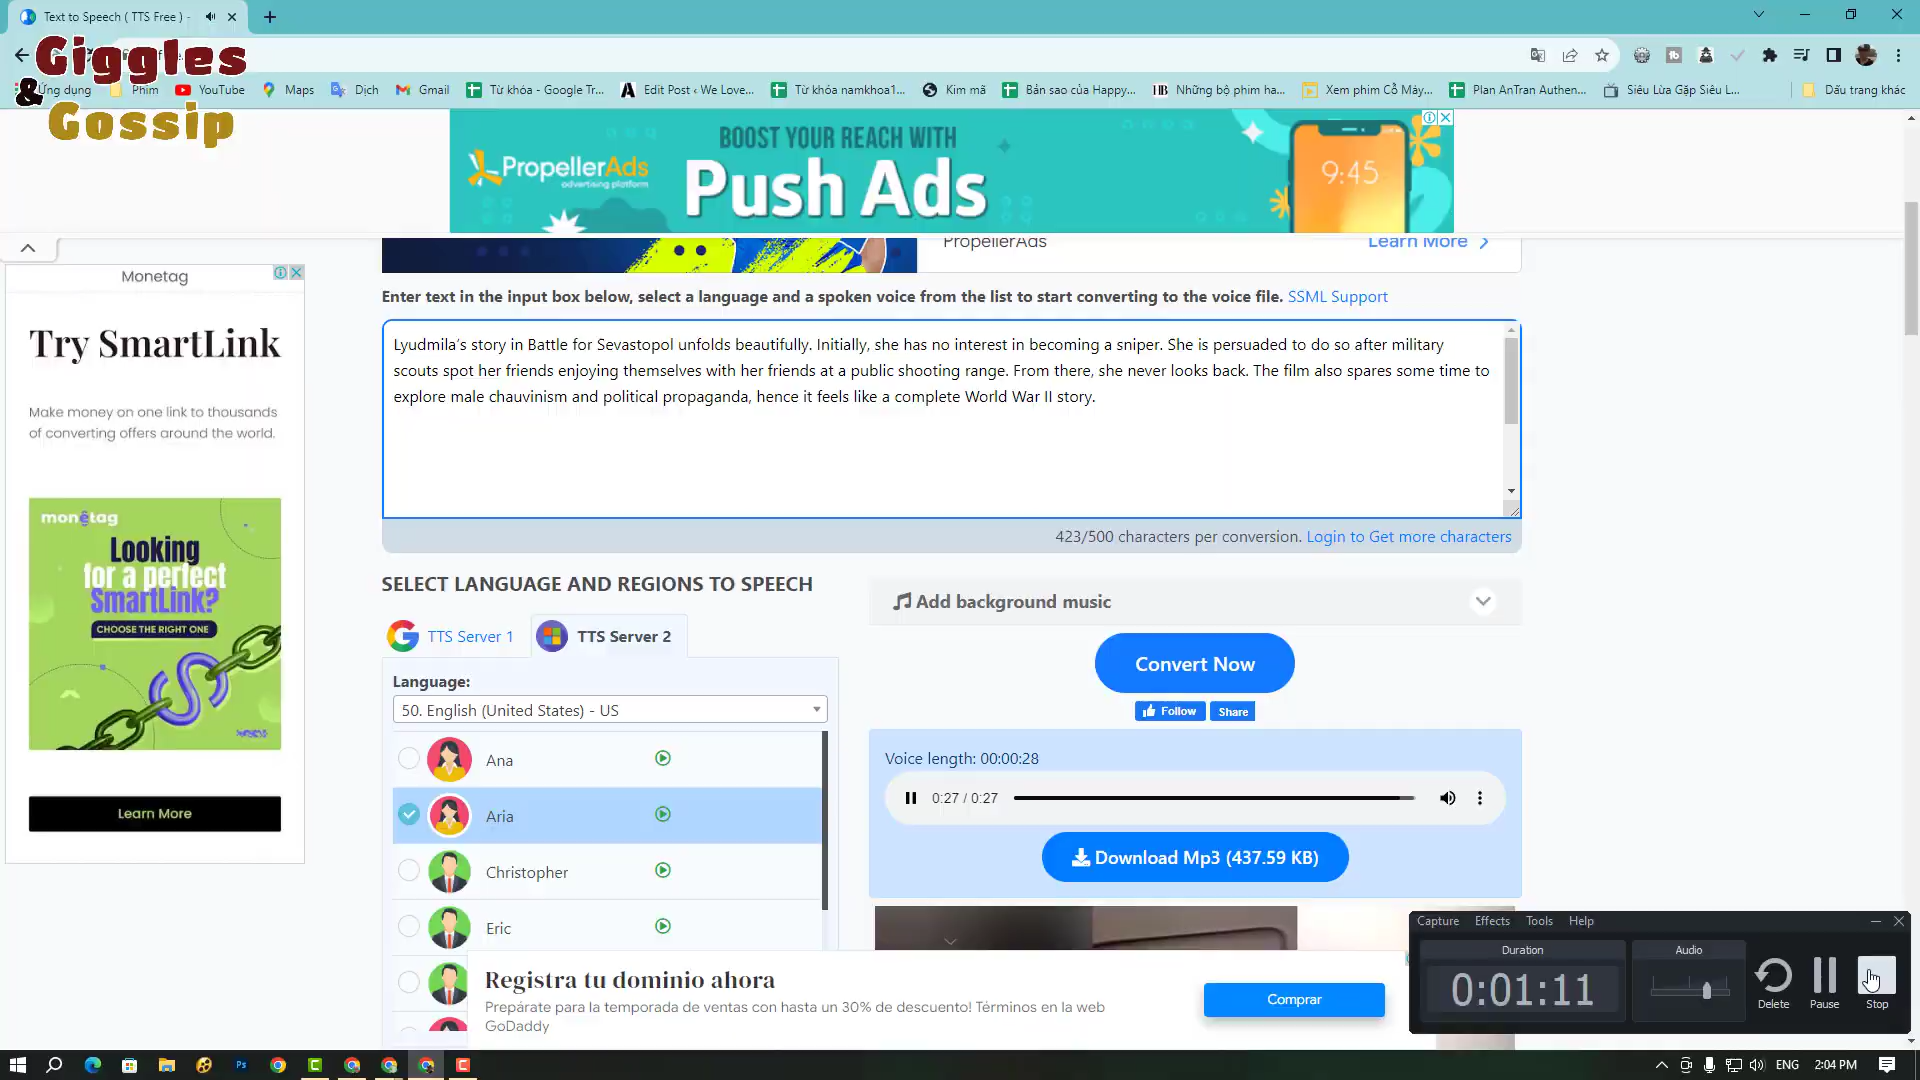 Text to Speech ( TTS Free ) -
Giggles
&
Gossip
Ứng dụng
Phim
YouTube
Maps
Dịch
Gmail
Từ khóa - Google Tr...
Edit Post ‹ We Love...
Từ khóa namkhoa1...
Kim mã
Bản sao của Happy...
Những bộ phim ha...
Xem phim Cỗ Máy...
Plan AnTran Authen...
Siêu Lừa Gặp Siêu L...
Dấu trang khác
PropellerAds
advertising platform
BOOST YOUR REACH WITH
Push Ads
9:45
PropellerAds
Learn More
Monetag
Try SmartLink
Make money on one link to thousands
of converting offers around the world.
monetag
Looking
for a perfect
SmartLink?
CHOOSE THE RIGHT ONE
Learn More
Enter text in the input box below, select a language and a spoken voice from the list to start converting to the voice file. SSML Support
Lyudmila's story in Battle for Sevastopol unfolds beautifully. Initially, she has no interest in becoming a sniper. She is persuaded to do so after military
scouts spot her friends enjoying themselves with her friends at a public shooting range. From there, she never looks back. The film also spares some time to
explore male chauvinism and political propaganda, hence it feels like a complete World War II story.
423/500 characters per conversion. Login to Get more characters
SELECT LANGUAGE AND REGIONS TO SPEECH
TTS Server 1
TTS Server 2
Language:
50. English (United States) - US
Ana
Aria
Christopher
Eric
Add background music
Convert Now
Follow
Share
Voice length: 00:00:28
0:27 / 0:27
Download Mp3 (437.59 KB)
Registra tu dominio ahora
Prepárate para la temporada de ventas con hasta un 30% de descuento! Términos en la web
GoDaddy
Comprar
Capture
Effects
Tools
Help
Duration
Audio
0:01:11
Delete
Pause
Stop
Ps
ENG
2:04 PM